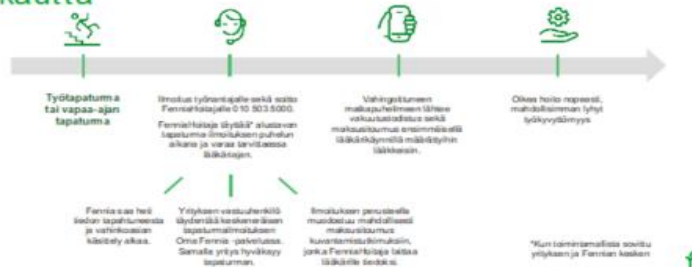 kautta
Työtapaturma
tai vapaa-ajan
tapaturma
Ilmoitus työnantajalle sekä soitto
FenniaHoitajalle 010 503 5000.
FenniaHoitaja täyttää* alustavan
tapaturma-ilmoituksen puhelun
aikana ja varaa tarvittaessa
lääkäriajan.
Vahingoittuneen
matkapuhelimeen lähtee
vakuutustodistus sekä
maksusitoumus ensimmäisellä
lääkärikäynnillä määrättyihin
lääkkeisiin.
Oikea hoito nopeasti,
mahdollisimman lyhyt
työkyvyttömyys
Fennia saa heti
tiedon tapahtuneesta
ja vahinkoasian
käsittely alkaa.
Yrityksen vastuuhenkilö
täydentää keskeneräisen
tapaturmailmoituksen
Oma Fennia -palvelussa.
Samalla yritys hyväksyy
tapaturman.
Ilmoituksen perusteella
muodostuu mahdollisesti
maksusitoumus
kuvantamistutkimuksiin,
jonka FenniaHoitaja laittaa
lääkärille tiedoksi.
*Kun toimintamallista sovittu
yrityksen ja Fennian kesken